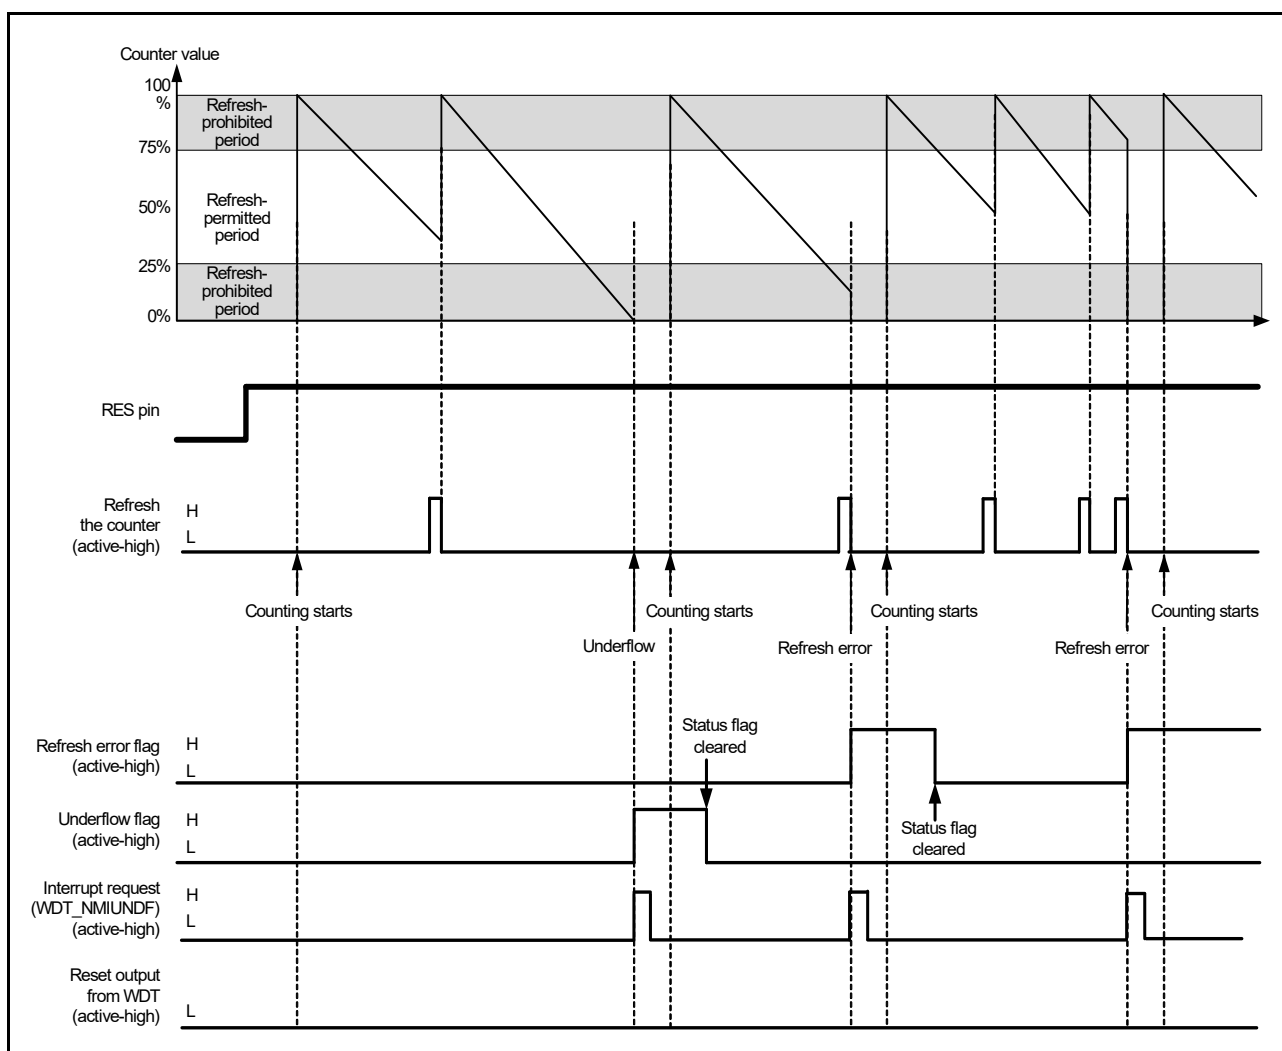 Counter value
100
%
Refresh-
prohibited
period
75%
Refresh-
permitted
period
50%
25%
Refresh-
prohibited
period
0%
RES pin
Refresh
the counter
(active-high)
H
L
Counting starts
Counting starts
Counting starts
Counting starts
Underflow
Refresh error
Refresh error
Status flag
cleared
Refresh error flag
(active-high)
H
L
Status flag
cleared
Underflow flag
(active-high)
H
L
Interrupt request
(WDT_NMIUNDF)
(active-high)
H
L
Reset output
from WDT
(active-high)
L